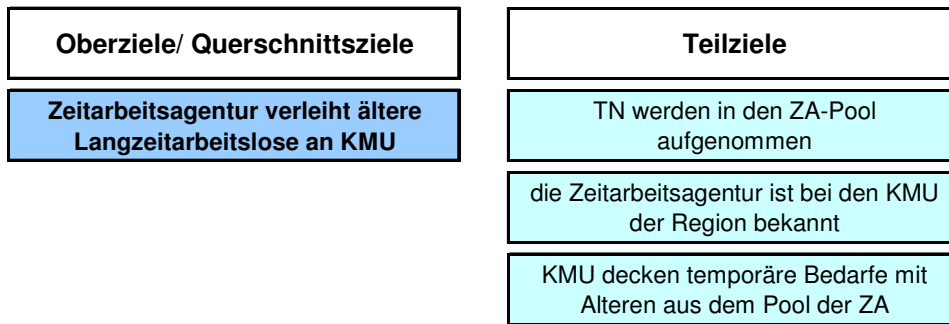 Oberziele/ Querschnittsziele
Zeitarbeitsagentur verleiht ältere
Langzeitarbeitslose an KMU
Teilziele
TN werden in den ZA-Pool
aufgenommen
die Zeitarbeitsagentur ist bei den KMU
der Region bekannt
KMU decken temporäre Bedarfe mit
Alteren aus dem Pool der ZA